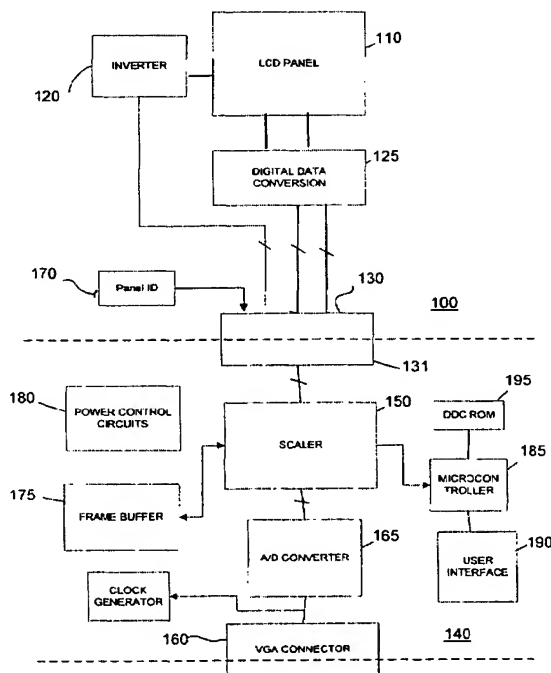 110
INVERTER
LCD PANEL
120
125
DIGITAL DATA
CONVERSION
170
Panel ID
130
100
131
180
POWER CONTROL
CIRCUITS
150
SCALER
195
DDC ROM
185
MICROCON
TROLLER
175
FRAME BUFFER
165
A/D CONVERTER
190
USER
INTERFACE
CLOCK
GENERATOR
160
VGA CONNECTOR
140